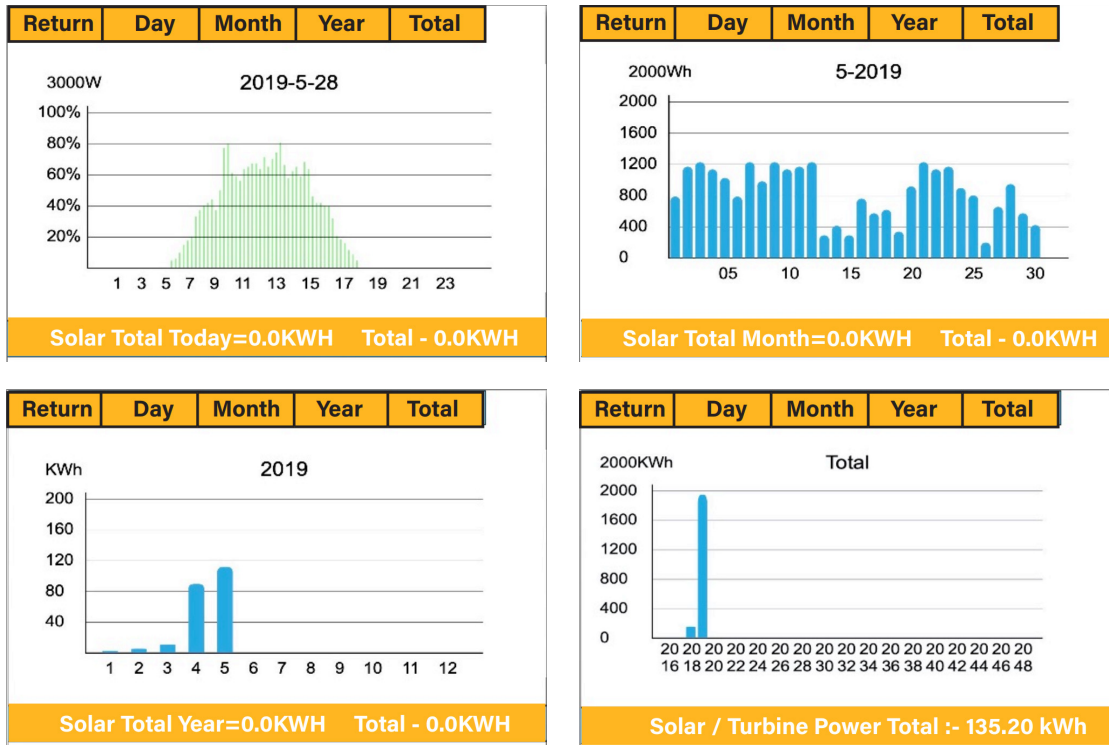 Return Day Month Year Total
3000W 2019-5-28
100%
80%
60%
40%
20%
1 3 5 7 9 11 13 15 17 19 21 23
Solar Total Today=0.0KWH Total - 0.0KWH
Return Day Month Year Total
2000Wh 5-2019
2000
1600
1200
800
400
0
05 10 15 20 25 30
Solar Total Month=0.0KWH Total - 0.0KWH
Return Day Month Year Total
KWh 2019
200
160
120
80
40
1 2 3 4 5 6 7 8 9 10 11 12
Solar Total Year=0.0KWH Total - 0.0KWH
Return Day Month Year Total
2000KWh Total
2000
1600
1200
800
400
0
20 20 20 20 20 20 20 20 20 20 20 20 20 20 20 20 20
16 18 20 22 24 26 28 30 32 34 36 38 40 42 44 46 48
Solar / Turbine Power Total :- 135.20 kWh